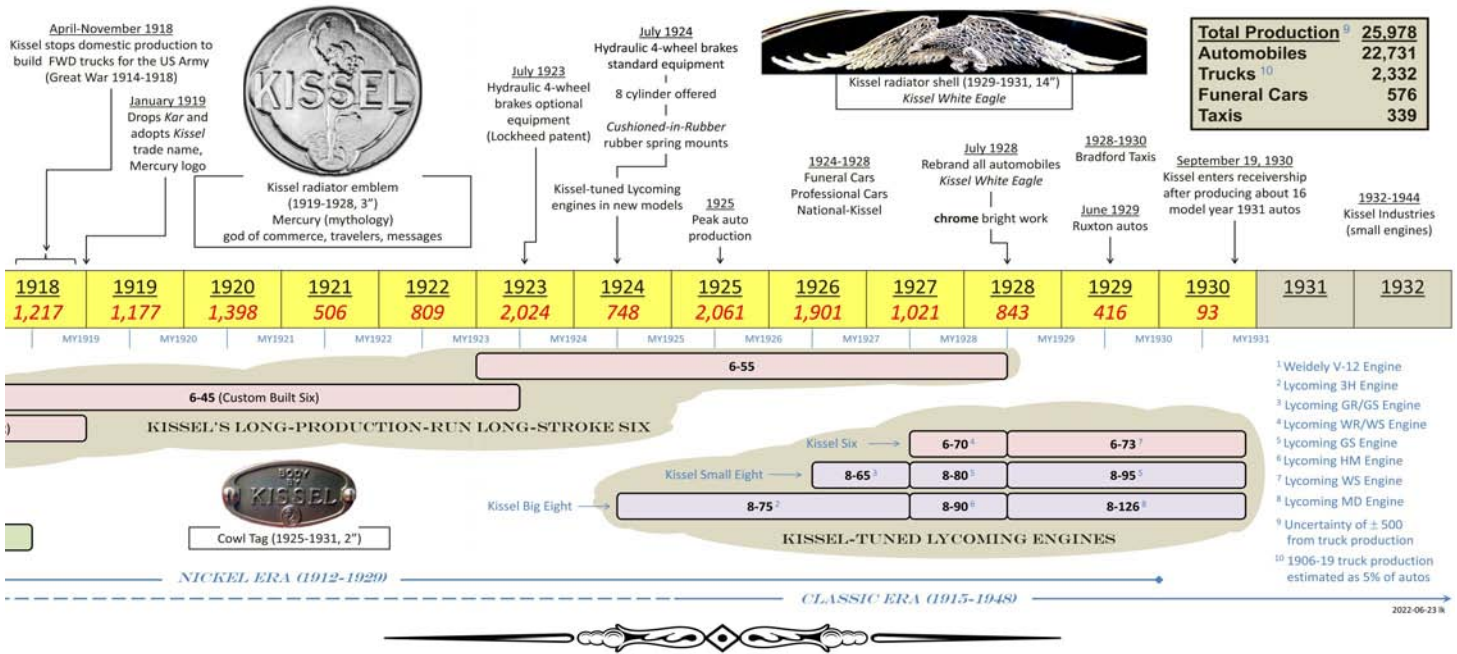 April-November 1918
Kissel stops domestic production to
build FWD trucks for the US Army
(Great War 1914-1918)
January 1919
Drops Kar and
adopts Kissel
trade name,
Mercury logo
KISSEL
Kissel radiator emblem
(1919-1928, 3”)
Mercury (mythology)
god of commerce, travelers, messages
July 1923
Hydraulic 4-wheel
brakes optional
equipment
(Lockheed patent)
July 1924
Hydraulic 4-wheel brakes
standard equipment
8 cylinder offered
Cushioned-in-Rubber
rubber spring mounts
Kissel-tuned Lycoming
engines in new models
1925
Peak auto
production
Kissel radiator shell (1929-1931, 14”)
Kissel White Eagle
1924-1928
Funeral Cars
Professional Cars
National-Kissel
July 1928
Rebrand all automobiles
Kissel White Eagle
chrome bright work
1928-1930
Bradford Taxis
June 1929
Ruxton autos
September 19, 1930
Kissel enters receivership
after producing about 16
model year 1931 autos
1932-1944
Kissel Industries
(small engines)
Total Production 9 25,978
Automobiles 22,731
Trucks 10 2,332
Funeral Cars 576
Taxis 339
1918 1919 1920 1921 1922 1923 1924 1925 1926 1927 1928 1929 1930 1931 1932
1,217 1,177 1,398 506 809 2,024 748 2,061 1,901 1,021 843 416 93
MY1919 MY1920 MY1921 MY1922 MY1923 MY1924 MY1925 MY1926 MY1927 MY1928 MY1929 MY1930 MY1931
6-55
6-45 (Custom Built Six)
KISSEL'S LONG-PRODUCTION-RUN LONG-STROKE SIX
Kissel Six 6-70 4 6-73 7
Kissel Small Eight 8-65 3 8-80 5 8-95 5
Kissel Big Eight 8-75 2 8-90 6 8-126 8
KISSEL-TUNED LYCOMING ENGINES
BODY
BY
KISSEL
Cowl Tag (1925-1931, 2”)
1 Weidely V-12 Engine
2 Lycoming 3H Engine
3 Lycoming GR/GS Engine
4 Lycoming WR/WS Engine
5 Lycoming GS Engine
6 Lycoming HM Engine
7 Lycoming WS Engine
8 Lycoming MD Engine
9 Uncertainty of ± 500
from truck production
10 1906-19 truck production
estimated as 5% of autos
NICKEL ERA (1912-1929)
CLASSIC ERA (1915-1948)
2022-06-23 lk